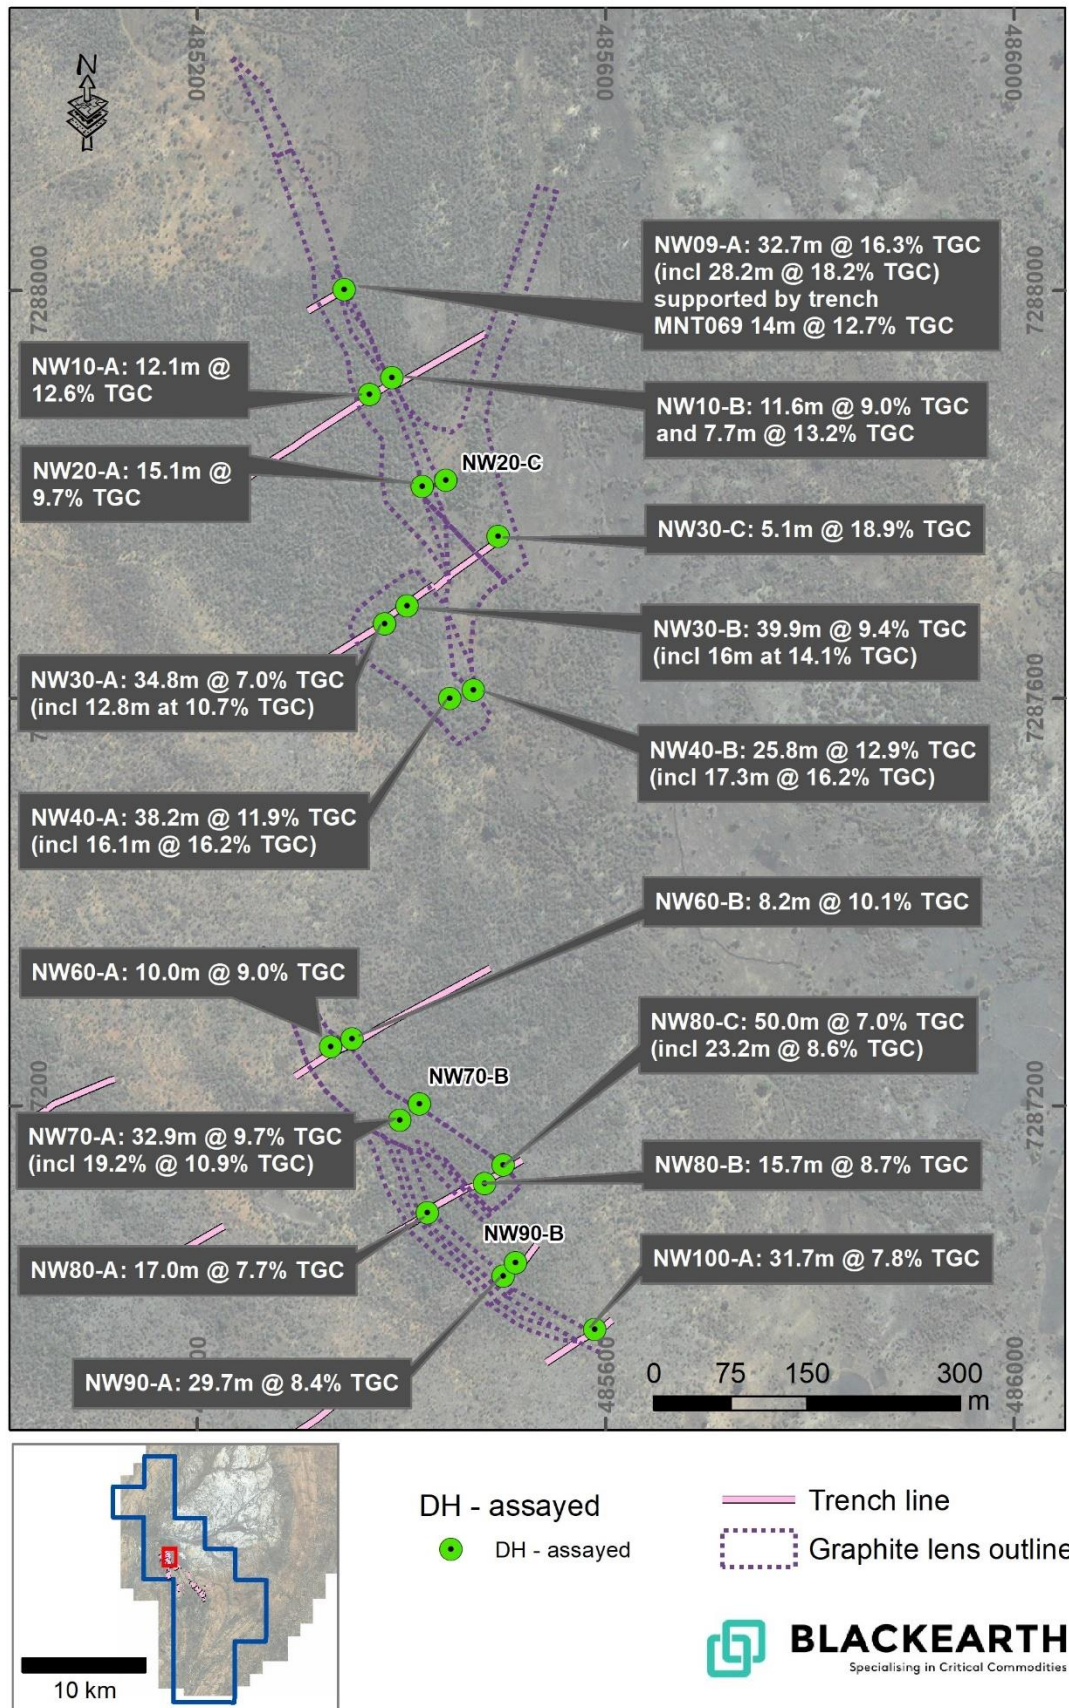 N
485200
485600
486000
NW09-A: 32.7m @ 16.3% TGC
(incl 28.2m @ 18.2% TGC)
supported by trench
MNT069 14m @ 12.7% TGC
7288000
7288000
NW10-A: 12.1m @
12.6% TGC
NW10-B: 11.6m @ 9.0% TGC
and 7.7m @ 13.2% TGC
NW20-A: 15.1m @
9.7% TGC
NW20-C
NW30-C: 5.1m @ 18.9% TGC
NW30-B: 39.9m @ 9.4% TGC
(incl 16m at 14.1% TGC)
NW30-A: 34.8m @ 7.0% TGC
(incl 12.8m at 10.7% TGC)
7287600
NW40-B: 25.8m @ 12.9% TGC
(incl 17.3m @ 16.2% TGC)
NW40-A: 38.2m @ 11.9% TGC
(incl 16.1m @ 16.2% TGC)
NW60-B: 8.2m @ 10.1% TGC
NW60-A: 10.0m @ 9.0% TGC
NW80-C: 50.0m @ 7.0% TGC
(incl 23.2m @ 8.6% TGC)
NW70-B
7287200
NW70-A: 32.9m @ 9.7% TGC
(incl 19.2% @ 10.9% TGC)
NW80-B: 15.7m @ 8.7% TGC
NW90-B
NW80-A: 17.0m @ 7.7% TGC
NW100-A: 31.7m @ 7.8% TGC
NW90-A: 29.7m @ 8.4% TGC
485600
486000
0 75 150 300
m
10 km
DH - assayed
DH - assayed
Trench line
Graphite lens outline
BLACKEARTH
Specialising in Critical Commodities